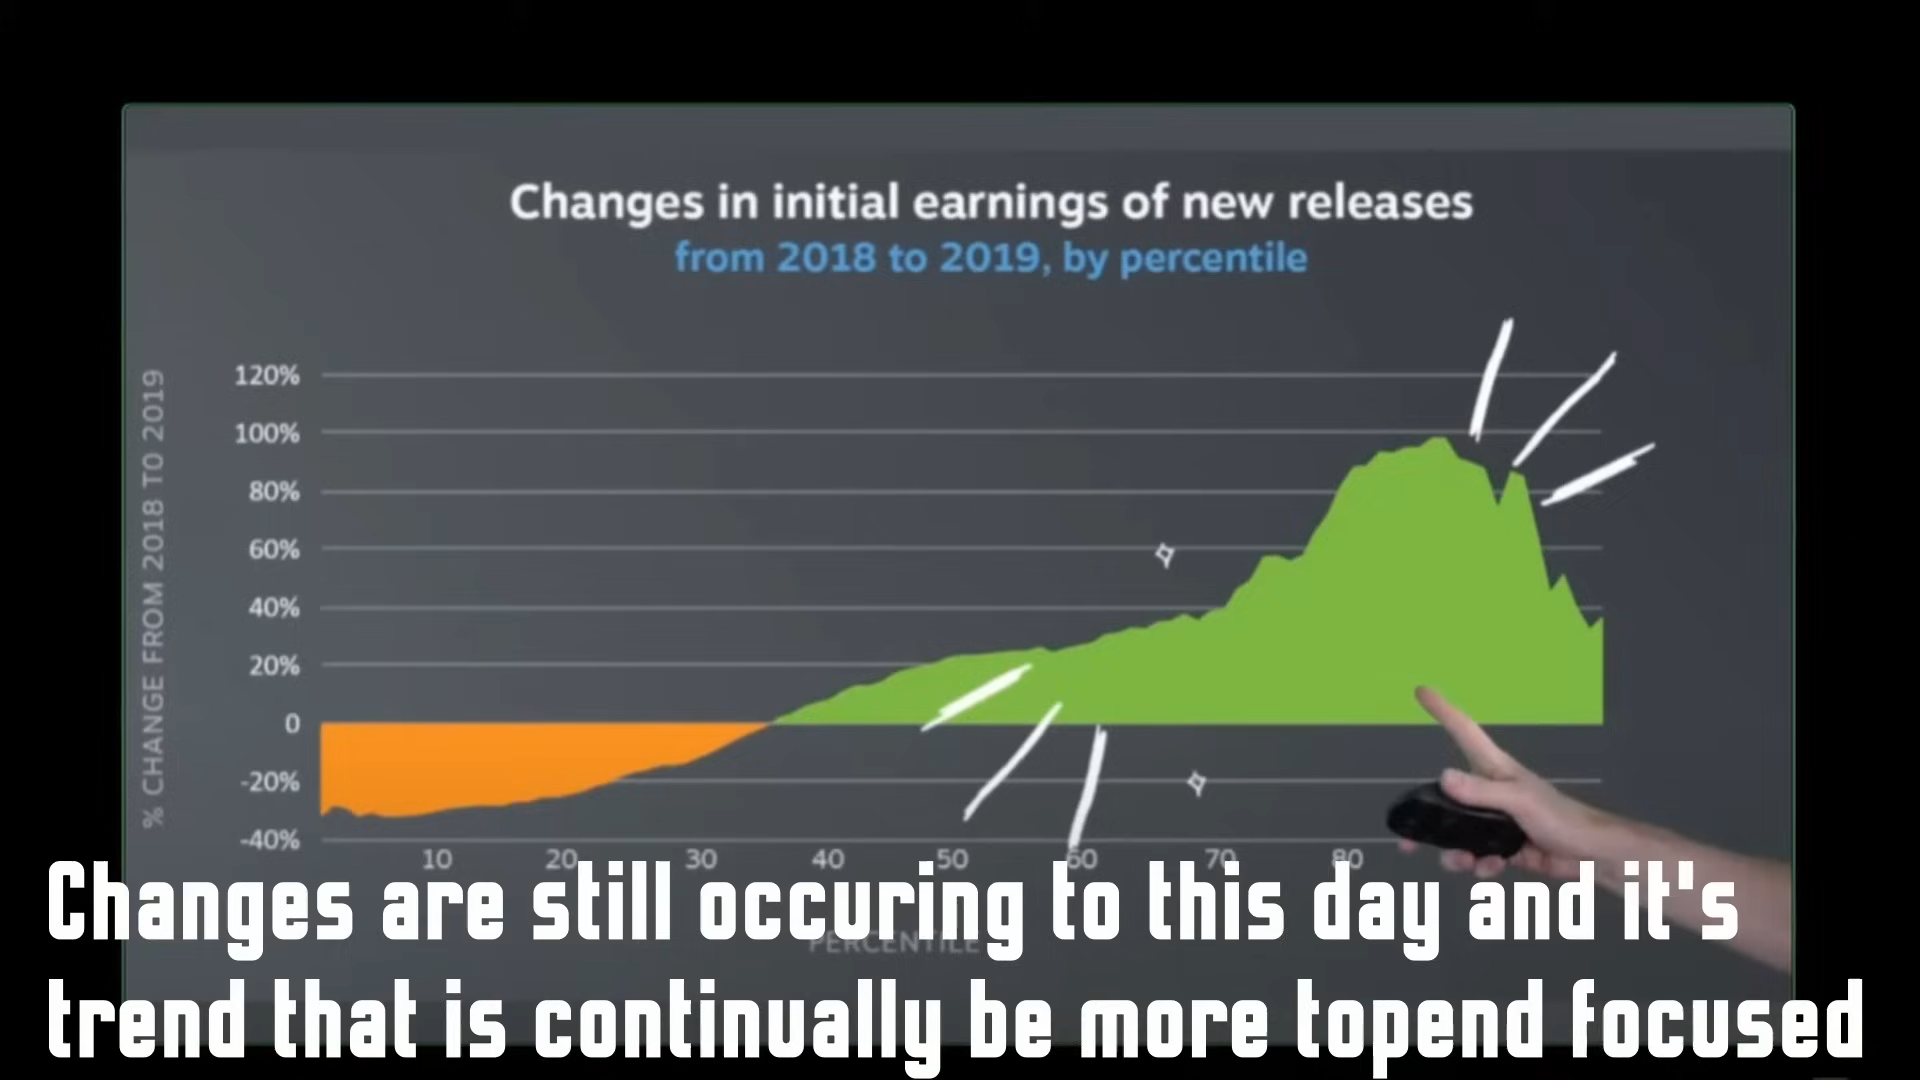 Changes in initial earnings of new releases
from 2018 to 2019, by percentile
% CHANGE FROM 2018 TO 2019
120%
100%
80%
60%
40%
20%
0
-20%
-40%
10 20 30 40 50 60 70 80
PERCENTILE
Changes are still occuring to this day and it's
trend that is continually be more topend focused